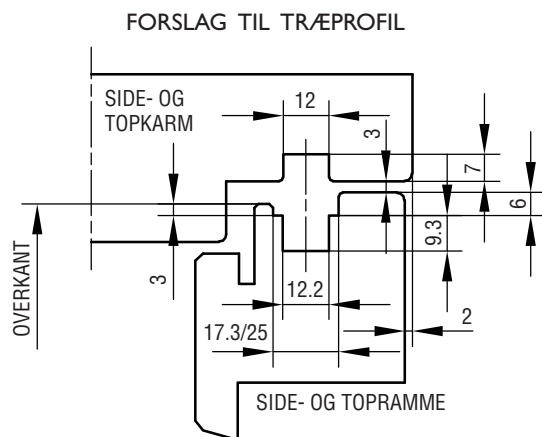 FORSLAG TIL TRÆPROFIL
SIDE- OG
TOPKARM
12
3
7
6
9.3
3
OVERKANT
12.2
17.3/25
2
SIDE- OG TOPRAMME